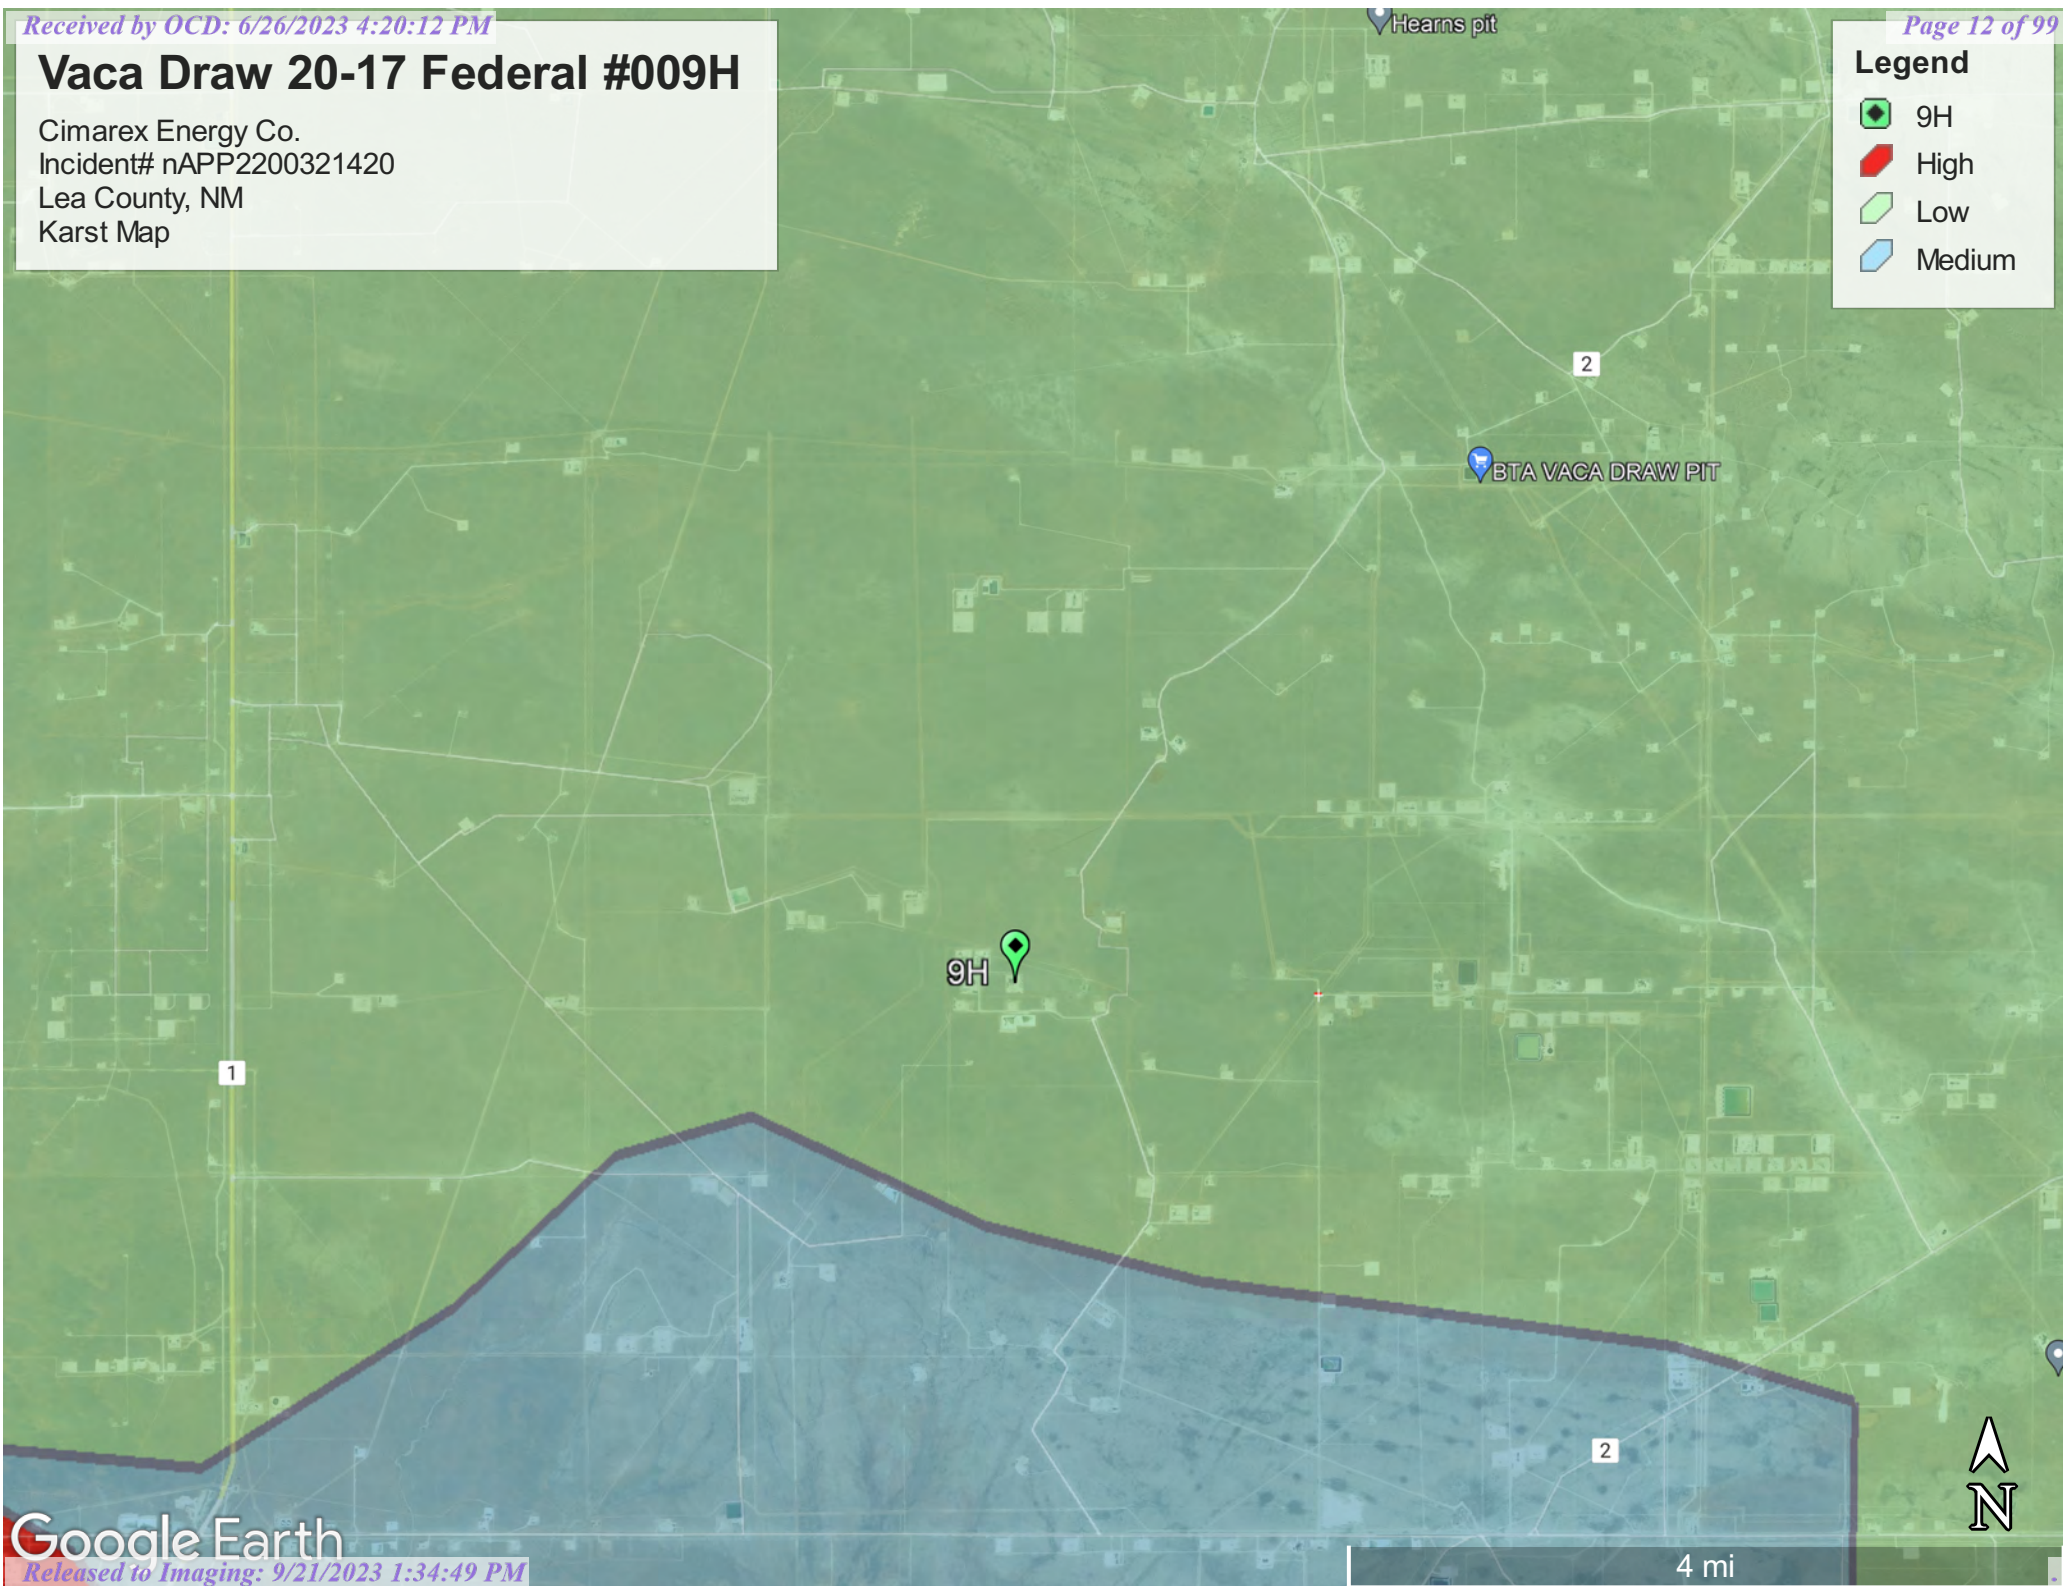 Received by OCD: 6/26/2023 4:20:12 PM
Page 12 of 99
Vaca Draw 20-17 Federal #009H
Cimarex Energy Co.
Incident# nAPP2200321420
Lea County, NM
Karst Map
Hearns pit
Legend
9H
High
Low
Medium
2
BTA VACA DRAW PIT
9H
1
2
N
Google Earth
4 mi
Released to Imaging: 9/21/2023 1:34:49 PM